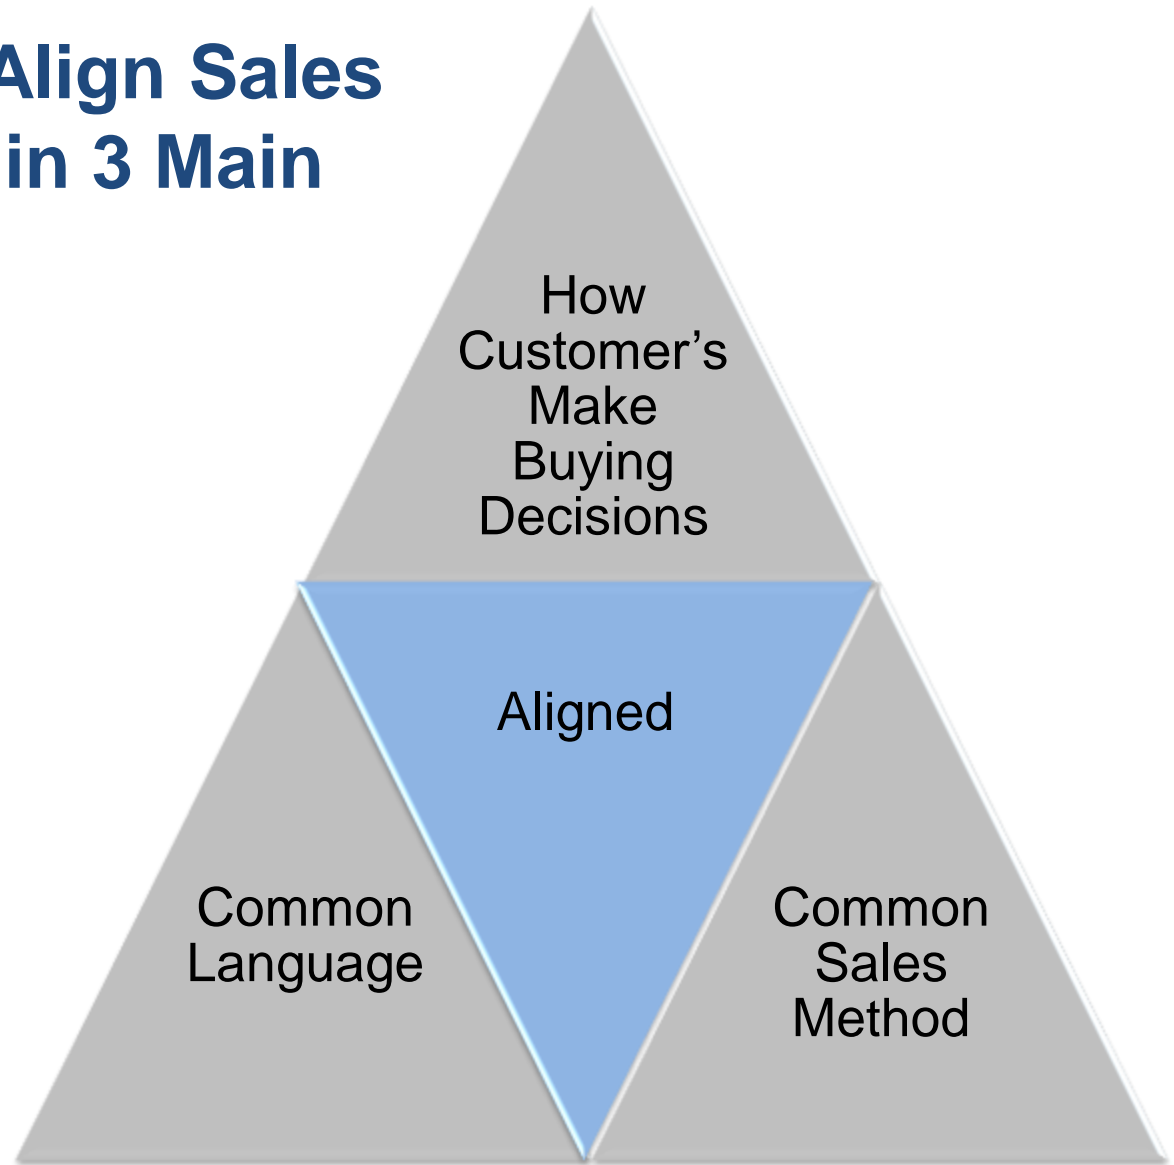 Align Sales
in 3 Main
How
Customer’s
Make
Buying
Decisions
Aligned
Common
Language
Common
Sales
Method